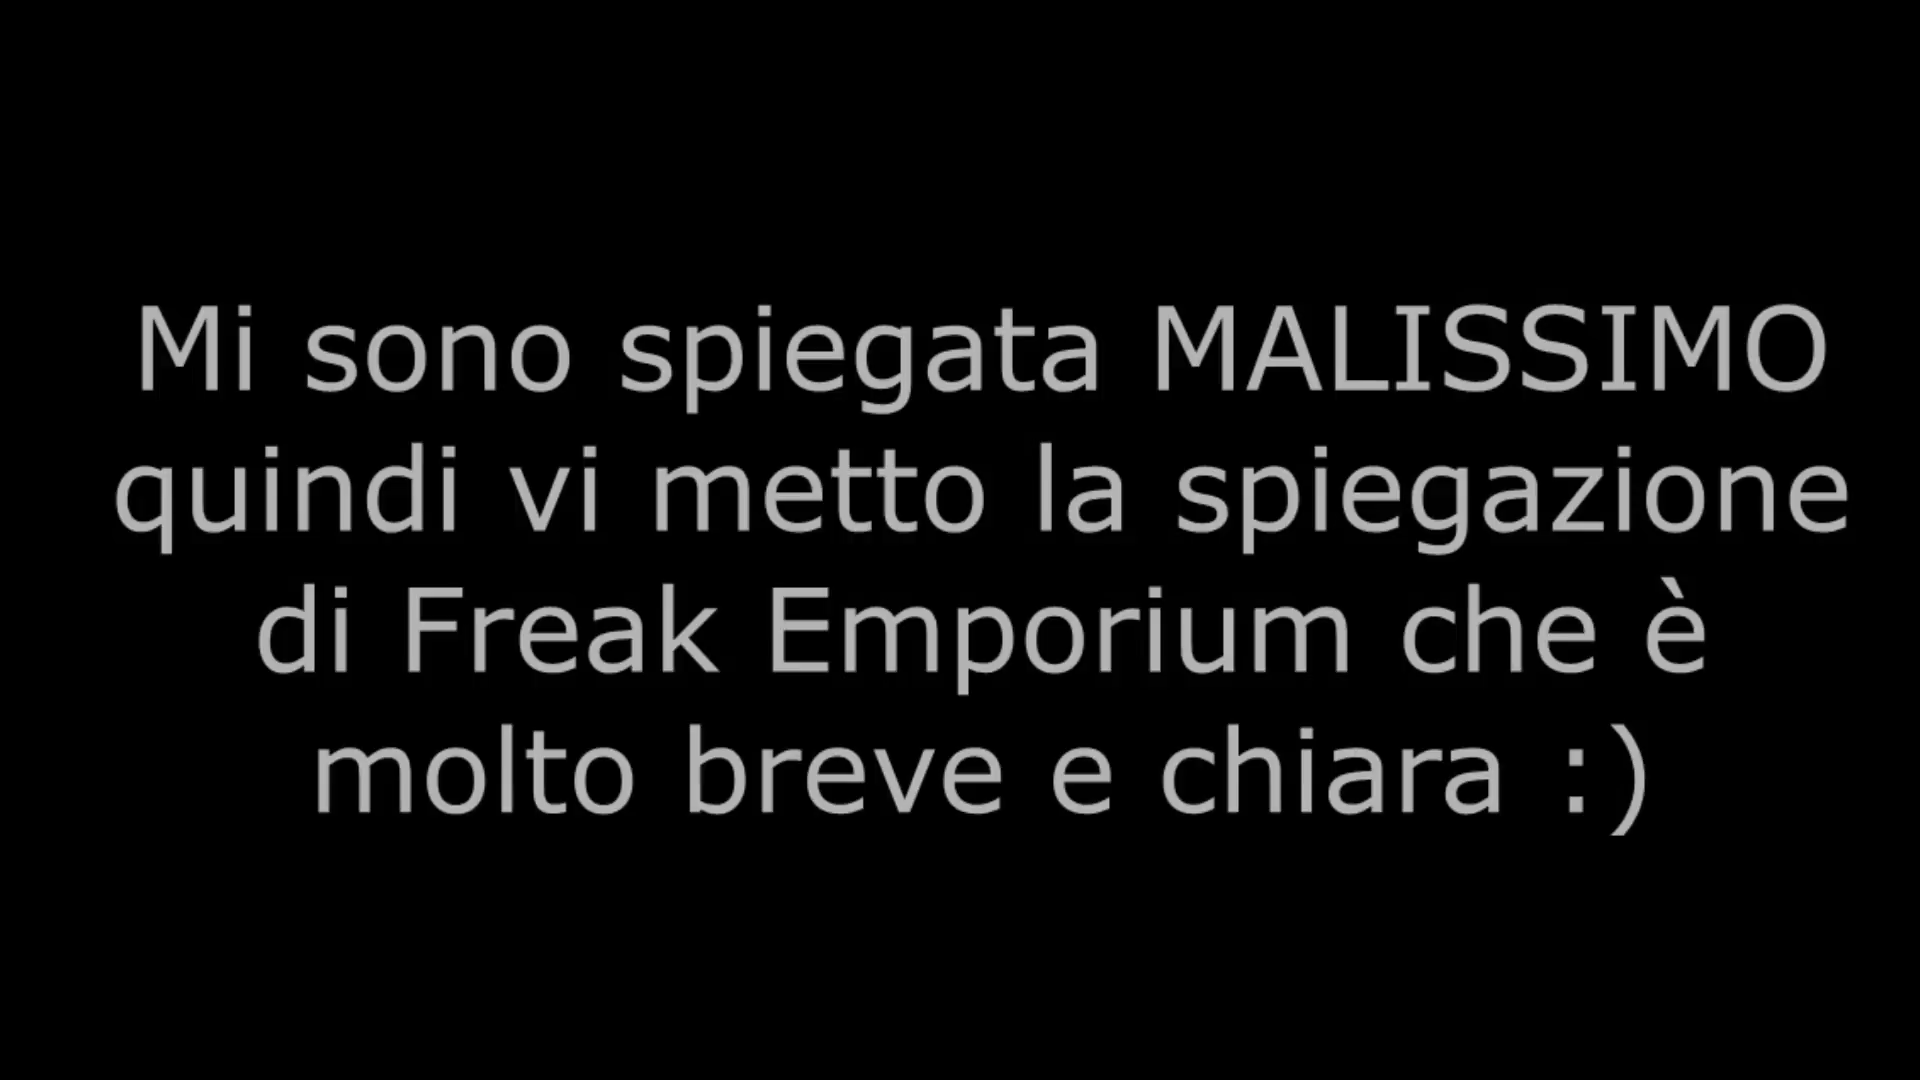 Mi sono spiegata MALISSIMO
quindi vi metto la spiegazione
di Freak Emporium che è
molto breve e chiara :)